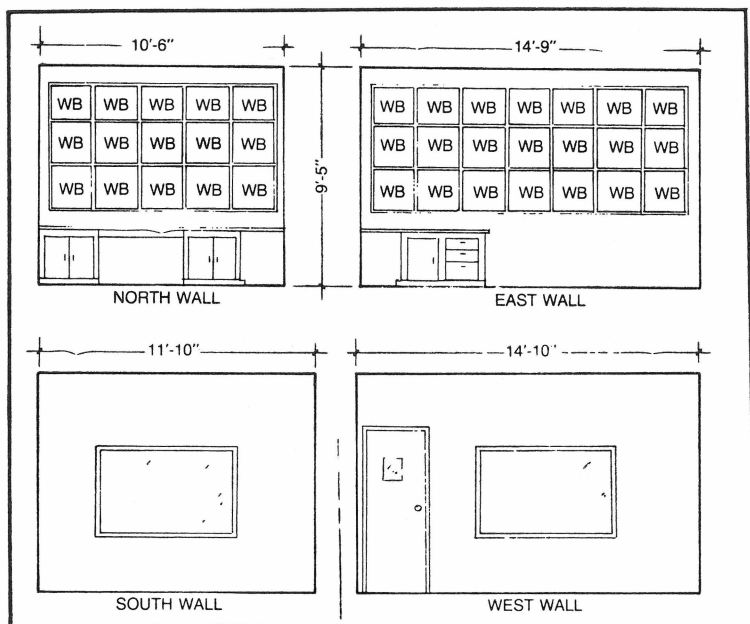 10'-6"
14'-9"
WB WB WB WB WB
WB WB WB WB WB
WB WB WB WB WB
9'-5"
WB WB WB WB WB WB WB
WB WB WB WB WB WB WB
WB WB WB WB WB WB WB
NORTH WALL
EAST WALL
11'-10"
14'-10"
SOUTH WALL
WEST WALL